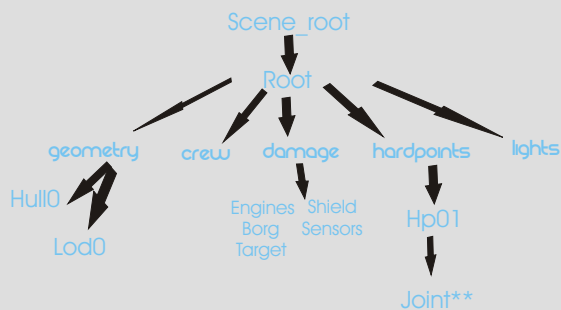 Scene_root
Root
geometry crew damage hardpoints lights
Hull0
Lod0
Engines Shield
Borg Sensors
Target
Hp01
Joint**